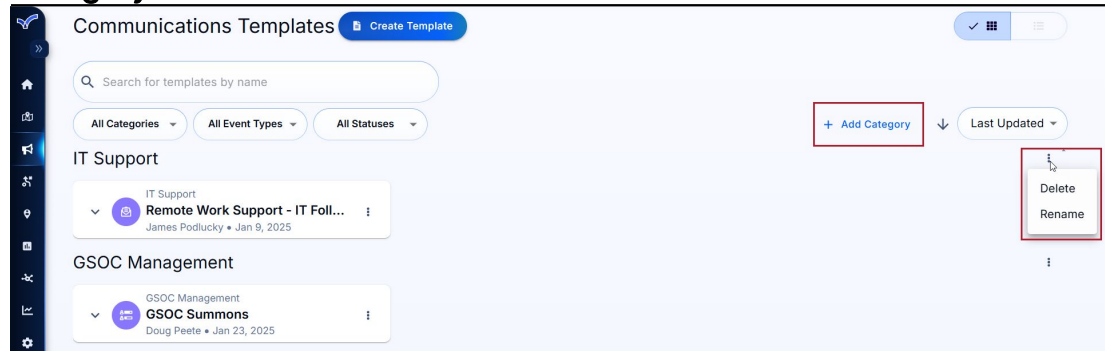 Communications Templates
Create Template
Search for templates by name
All Categories
All Event Types
All Statuses
+ Add Category
Last Updated
IT Support
Delete
Rename
IT Support
Remote Work Support - IT Foll...
James Podlucky • Jan 9, 2025
GSOC Management
GSOC Management
GSOC Summons
Doug Peete • Jan 23, 2025